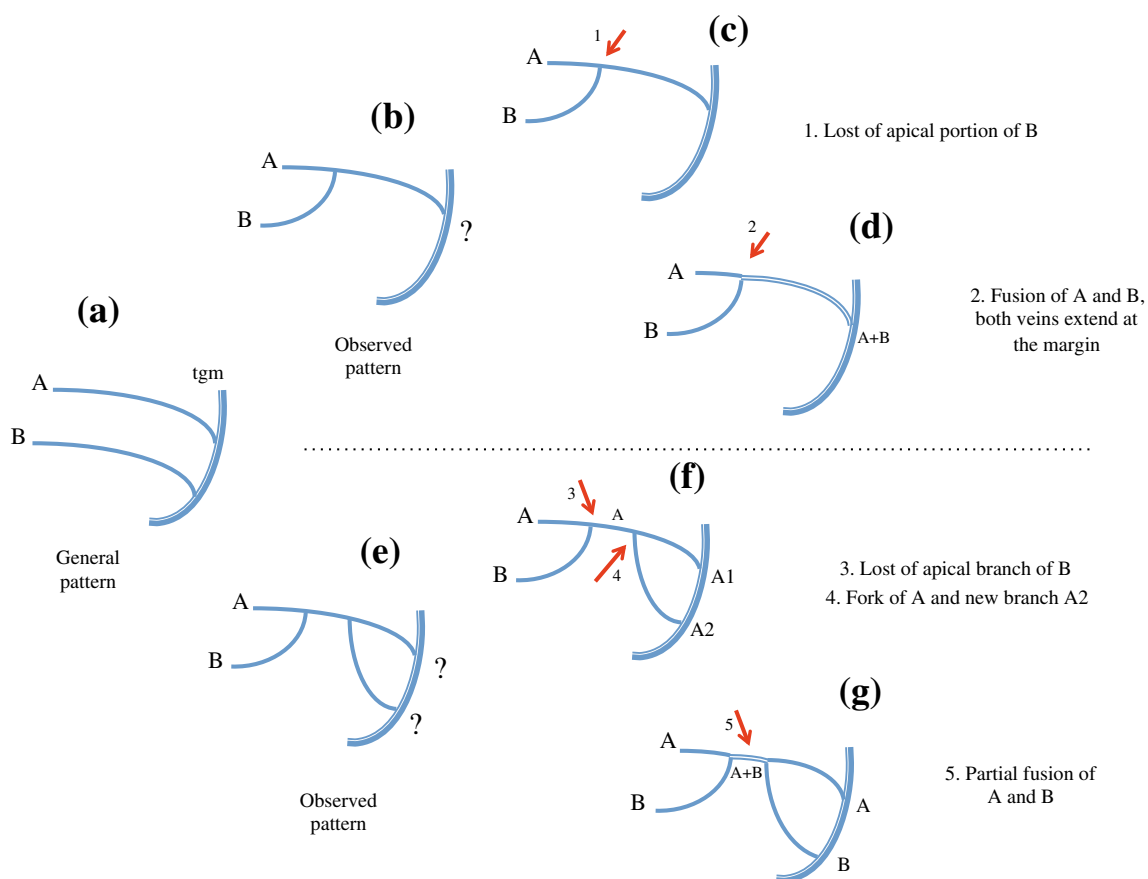 (c)
1
A
B
1. Lost of apical portion of B
(b)
A
B
?
Observed
pattern
(d)
2
A
B
A+B
2. Fusion of A and B,
both veins extend at
the margin
(a)
tgm
A
B
General
pattern
(f)
3
A
A
B
4
A1
A2
3. Lost of apical branch of B
4. Fork of A and new branch A2
(e)
A
B
?
?
Observed
pattern
(g)
5
A
A+B
B
A
B
5. Partial fusion of
A and B